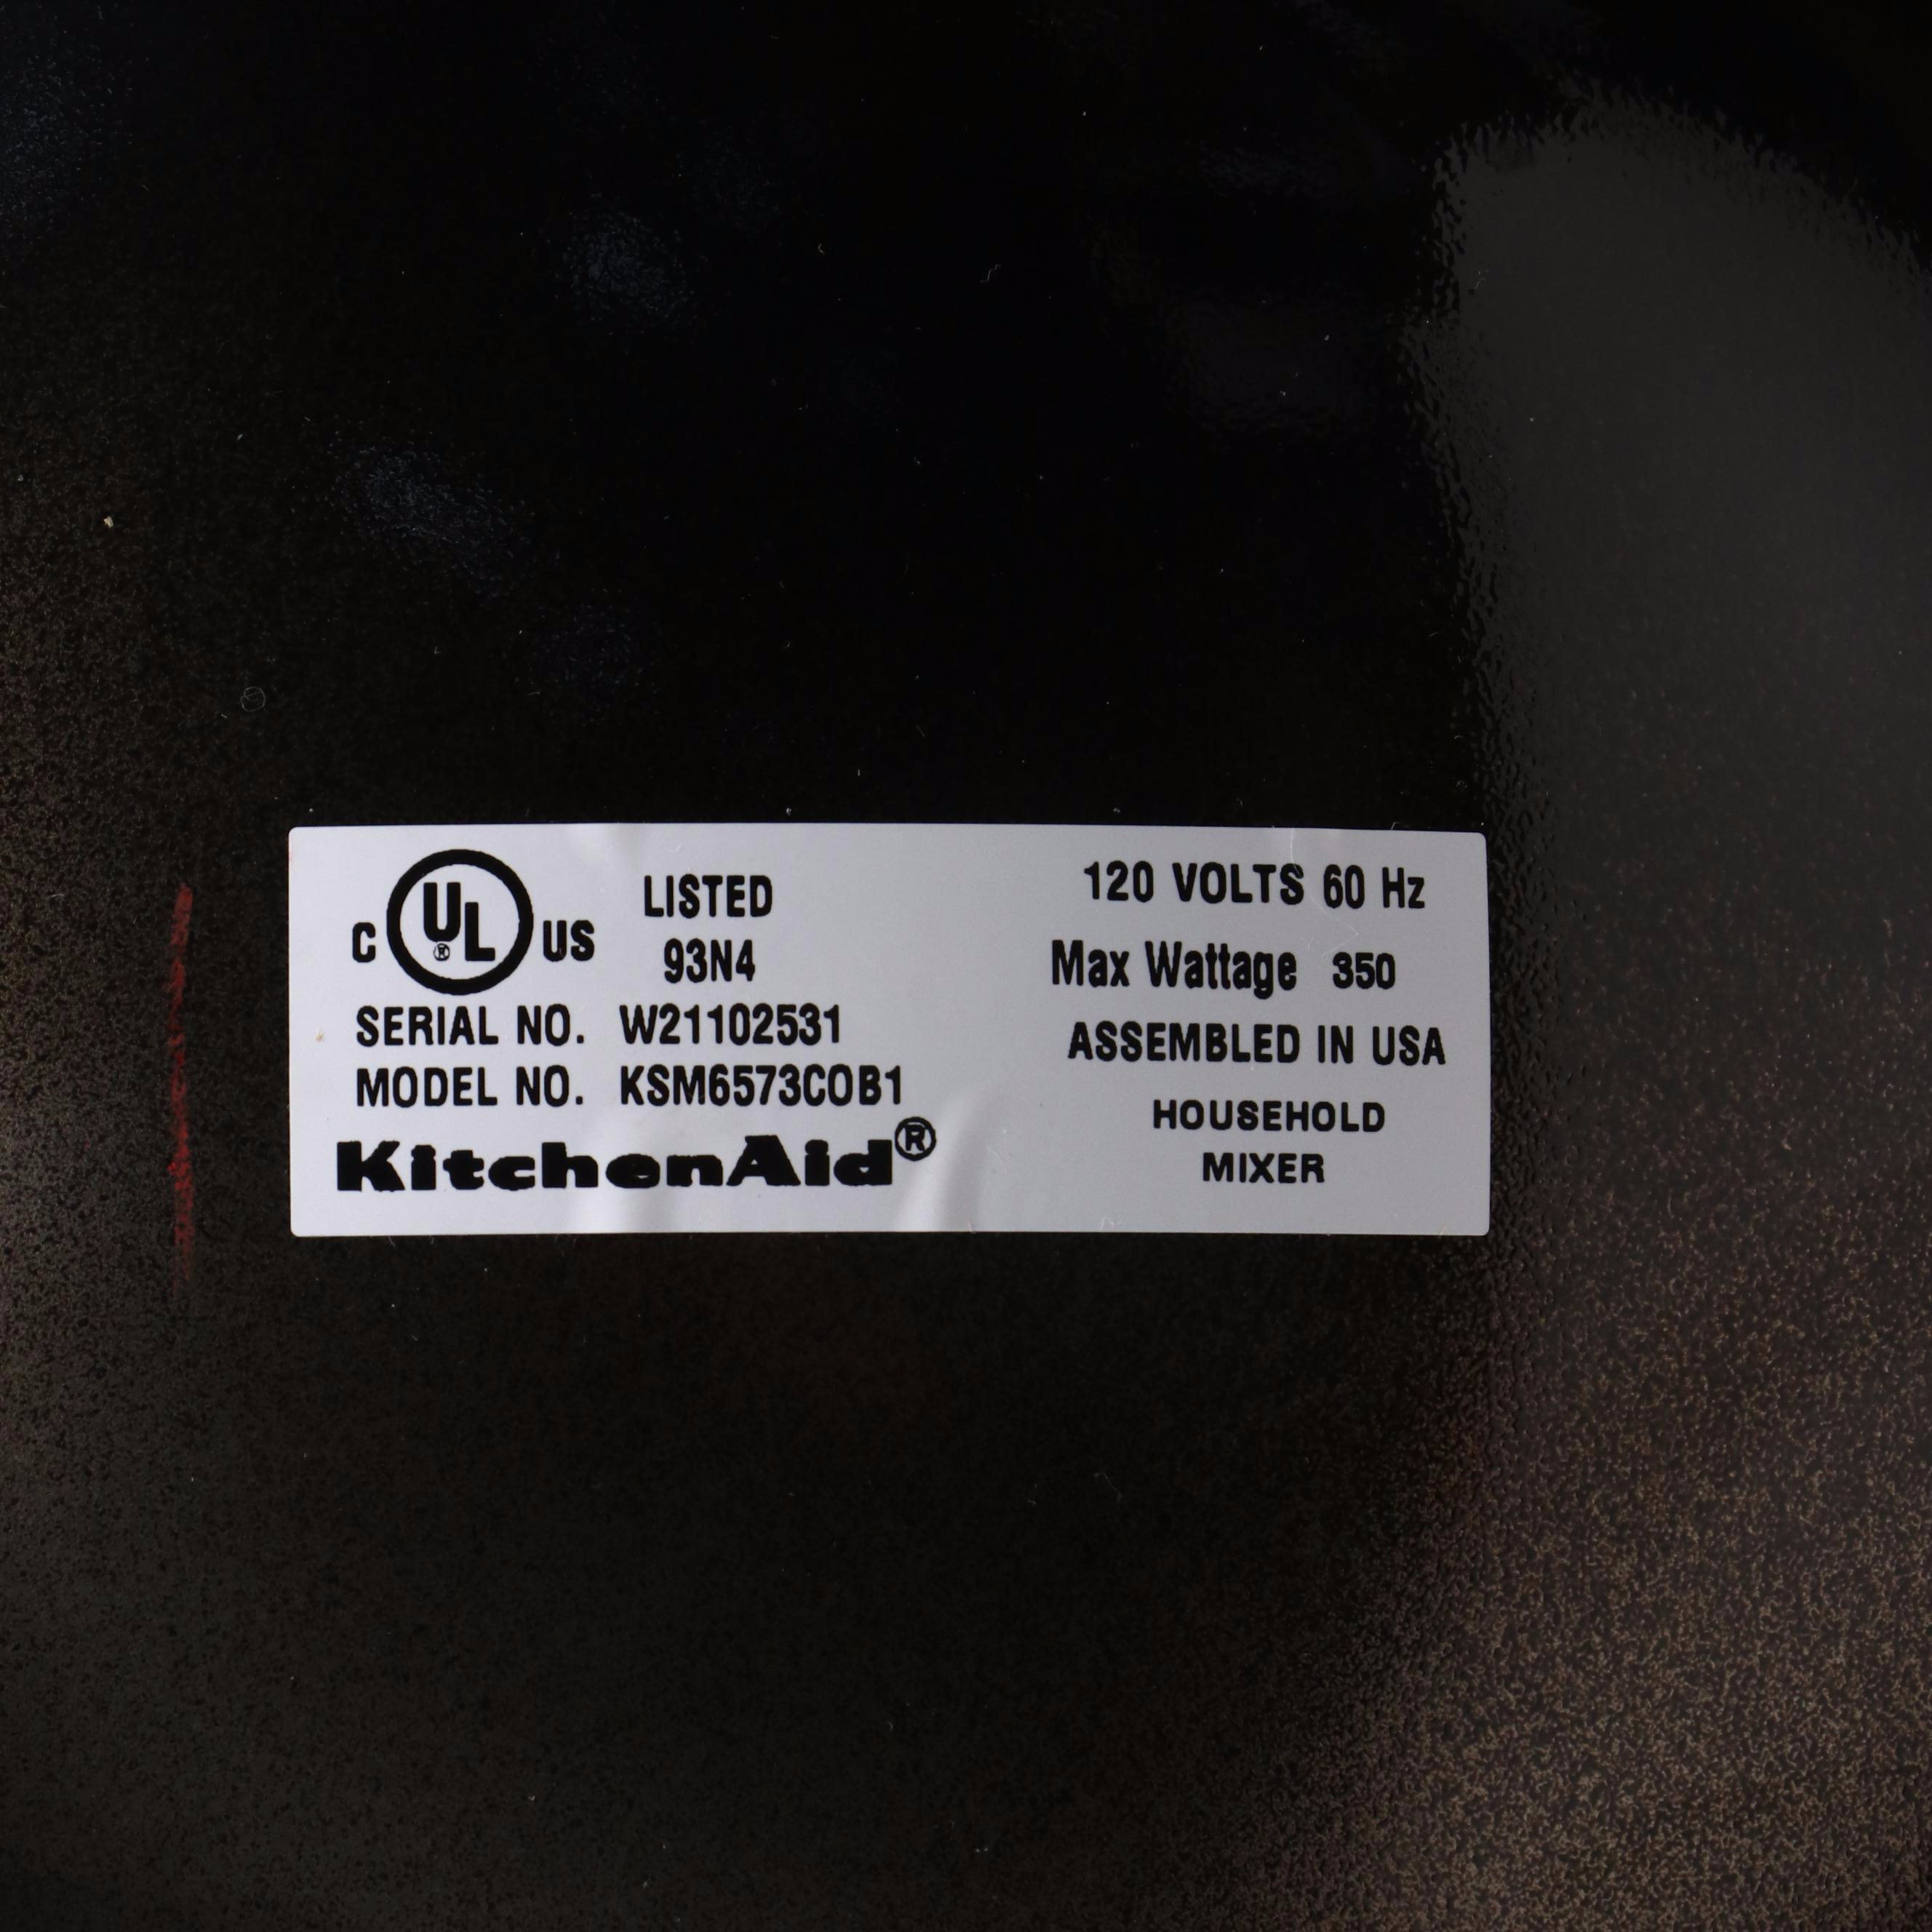 C UL® US LISTED
93N4
SERIAL NO. W21102531
MODEL NO. KSM6573COB1
KitchenAid®
120 VOLTS 60 Hz
Max Wattage 350
ASSEMBLED IN USA
HOUSEHOLD
MIXER